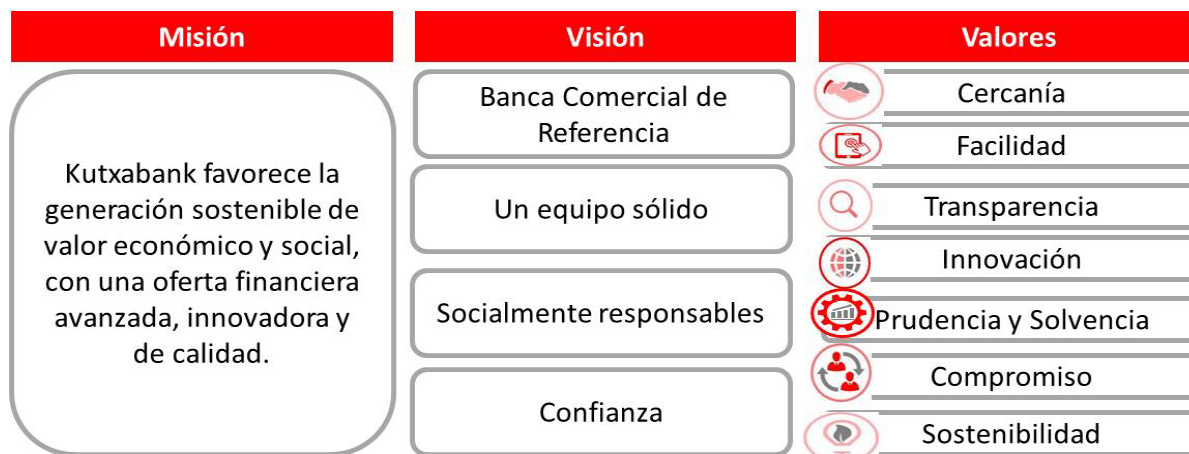 Misión
Kutxabank favorece la
generación sostenible de
valor económico y social,
con una oferta financiera
avanzada, innovadora y
de calidad.
Visión
Banca Comercial de
Referencia
Un equipo sólido
Socialmente responsables
Confianza
Valores
Cercanía
Facilidad
Transparencia
Innovación
Prudencia y Solvencia
Compromiso
Sostenibilidad